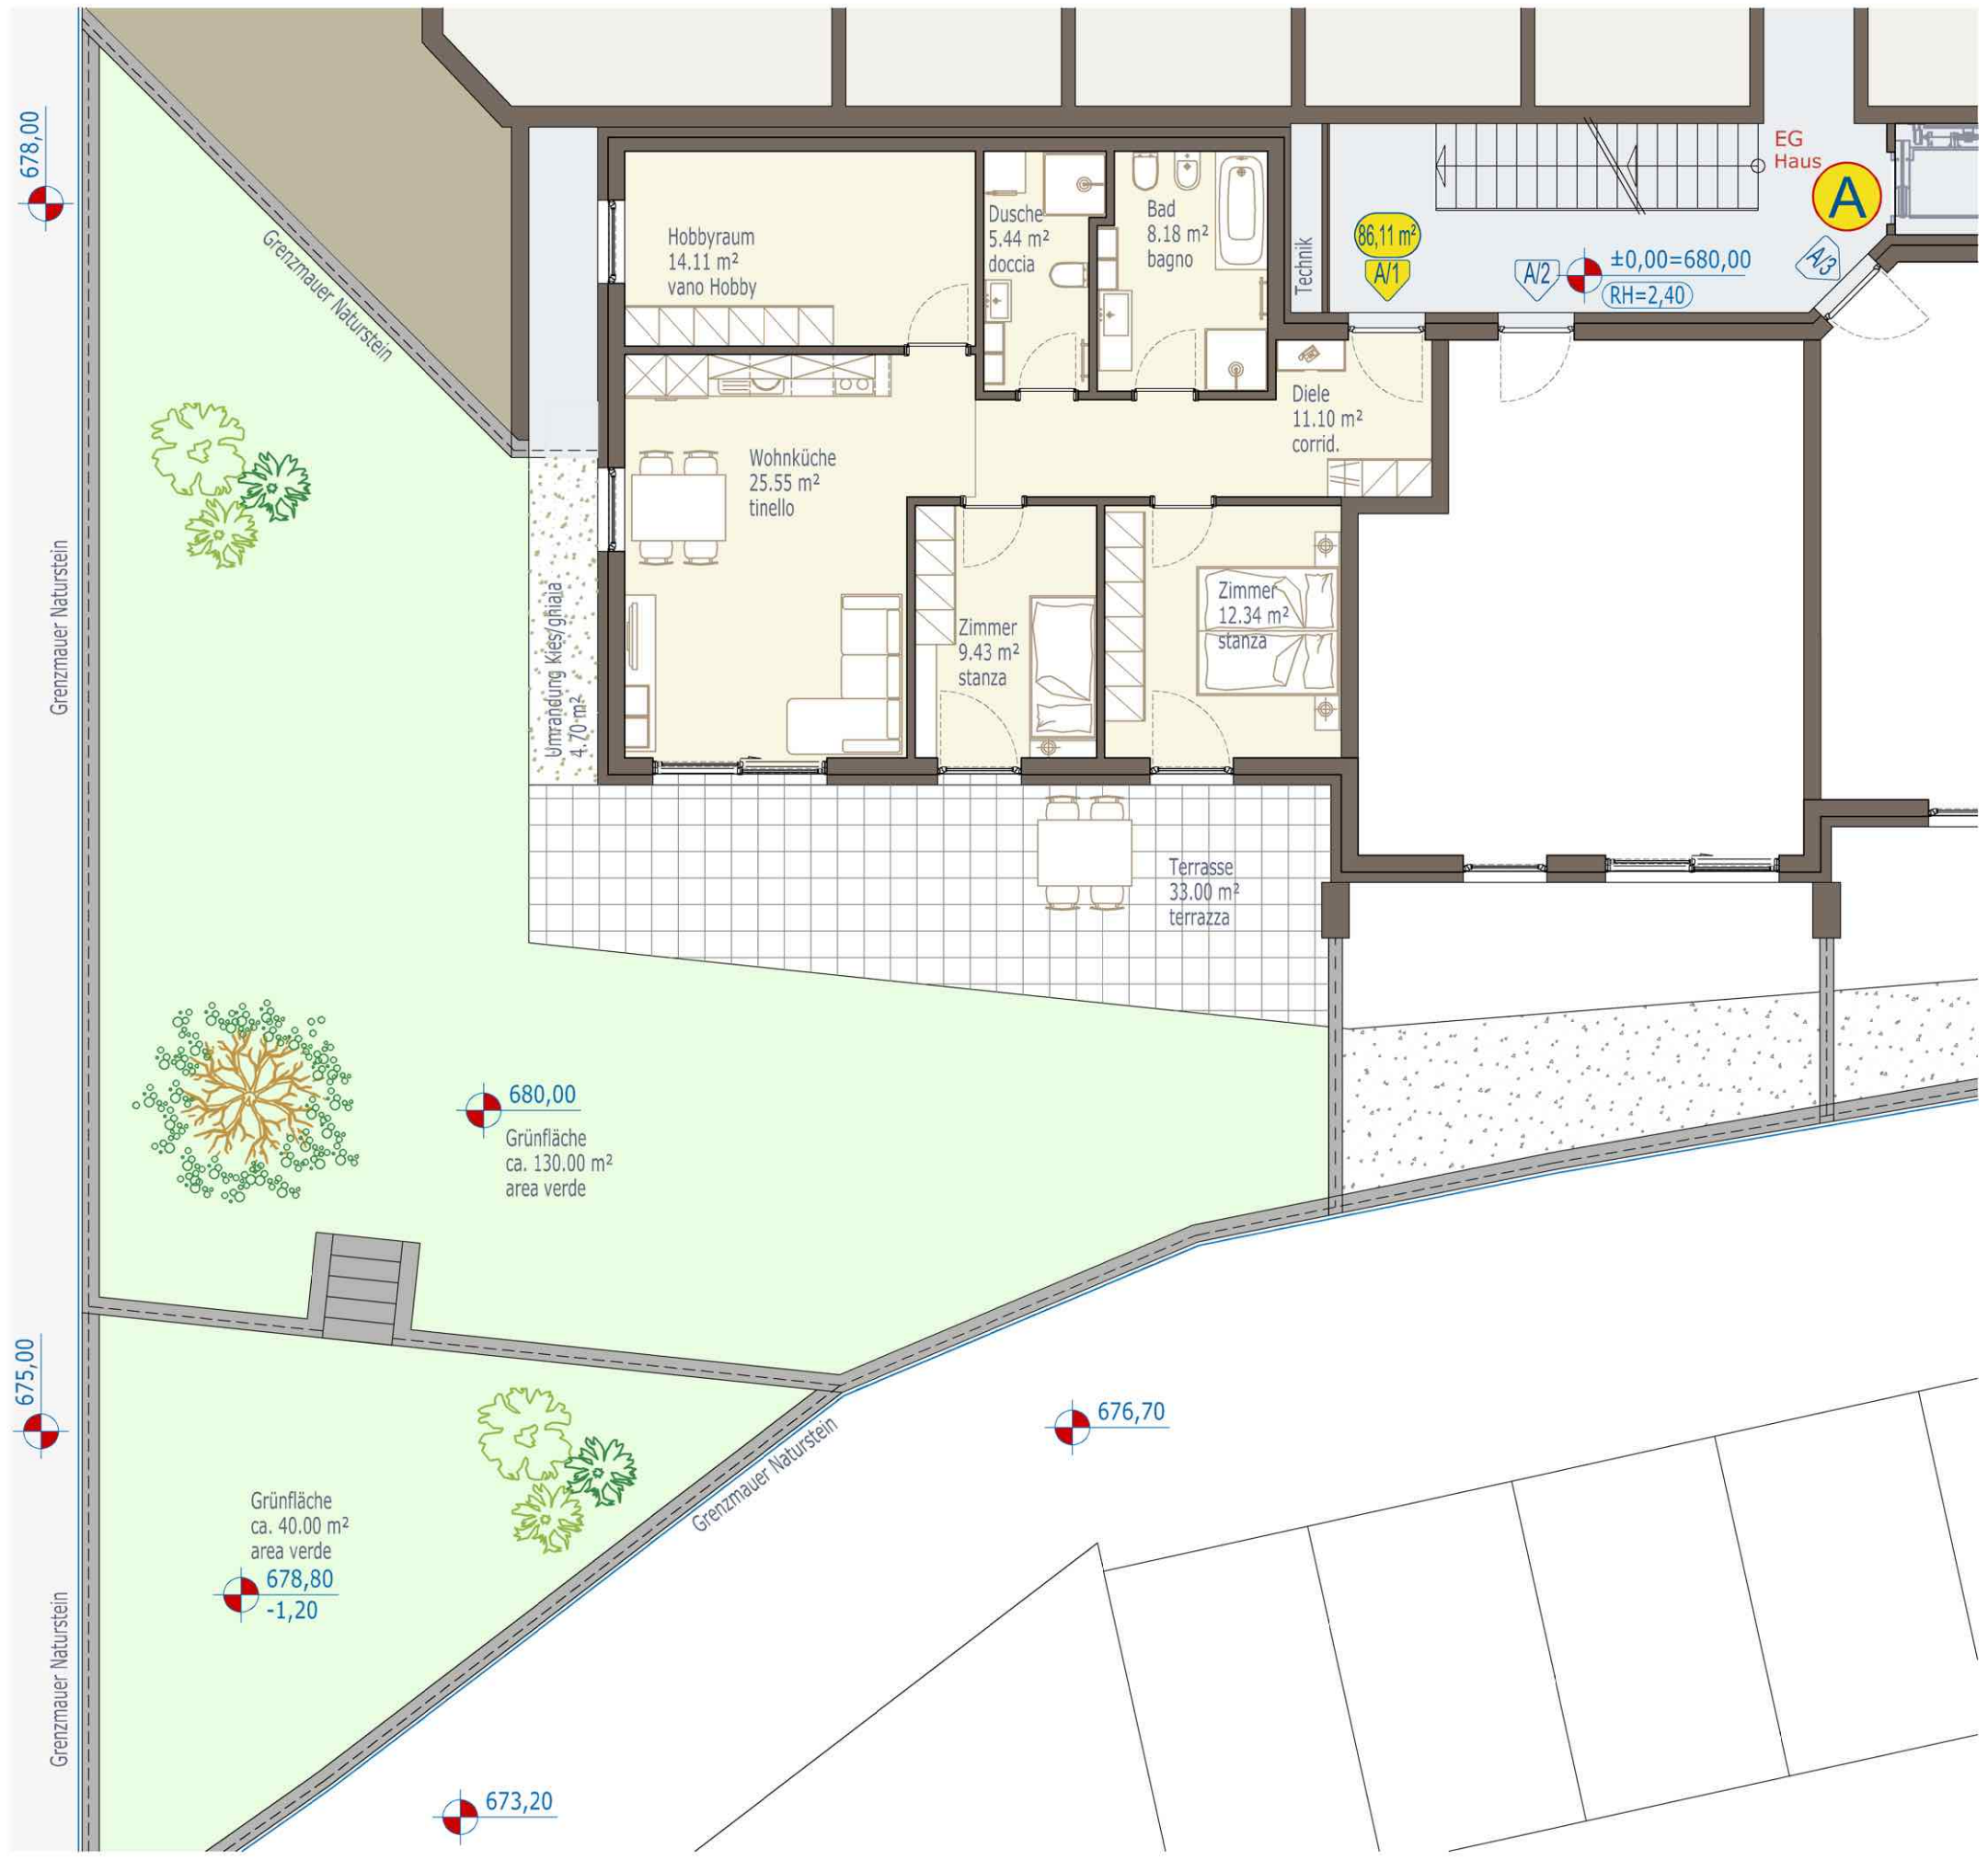 678,00
EG
Haus
A
Dusche
5.44 m²
doccia
Bad
8.18 m²
bagno
Hobbyraum
14.11 m²
vano Hobby
Technik
86,11 m²
A/1
A/2
±0,00=680,00
RH=2,40
A/3
Grenzmauer Naturstein
Diele
11.10 m²
corrid.
Wohnküche
25.55 m²
tinello
Grenzmauer Naturstein
Umrandung Kies/ghiaia
4.70 m²
Zimmer
9.43 m²
stanza
Zimmer
12.34 m²
stanza
Terrasse
33.00 m²
terrazza
680,00
Grünfläche
ca. 130.00 m²
area verde
675,00
676,70
Grenzmauer Naturstein
Grünfläche
ca. 40.00 m²
area verde
678,80
-1,20
Grenzmauer Naturstein
673,20